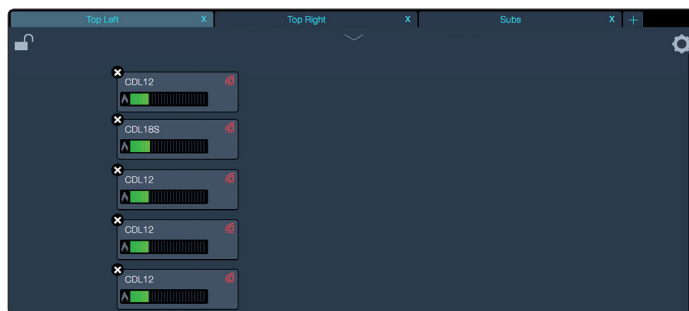 Top Left X Top Right X Subs X +
CDL12
CDL18S
CDL12
CDL12
CDL12